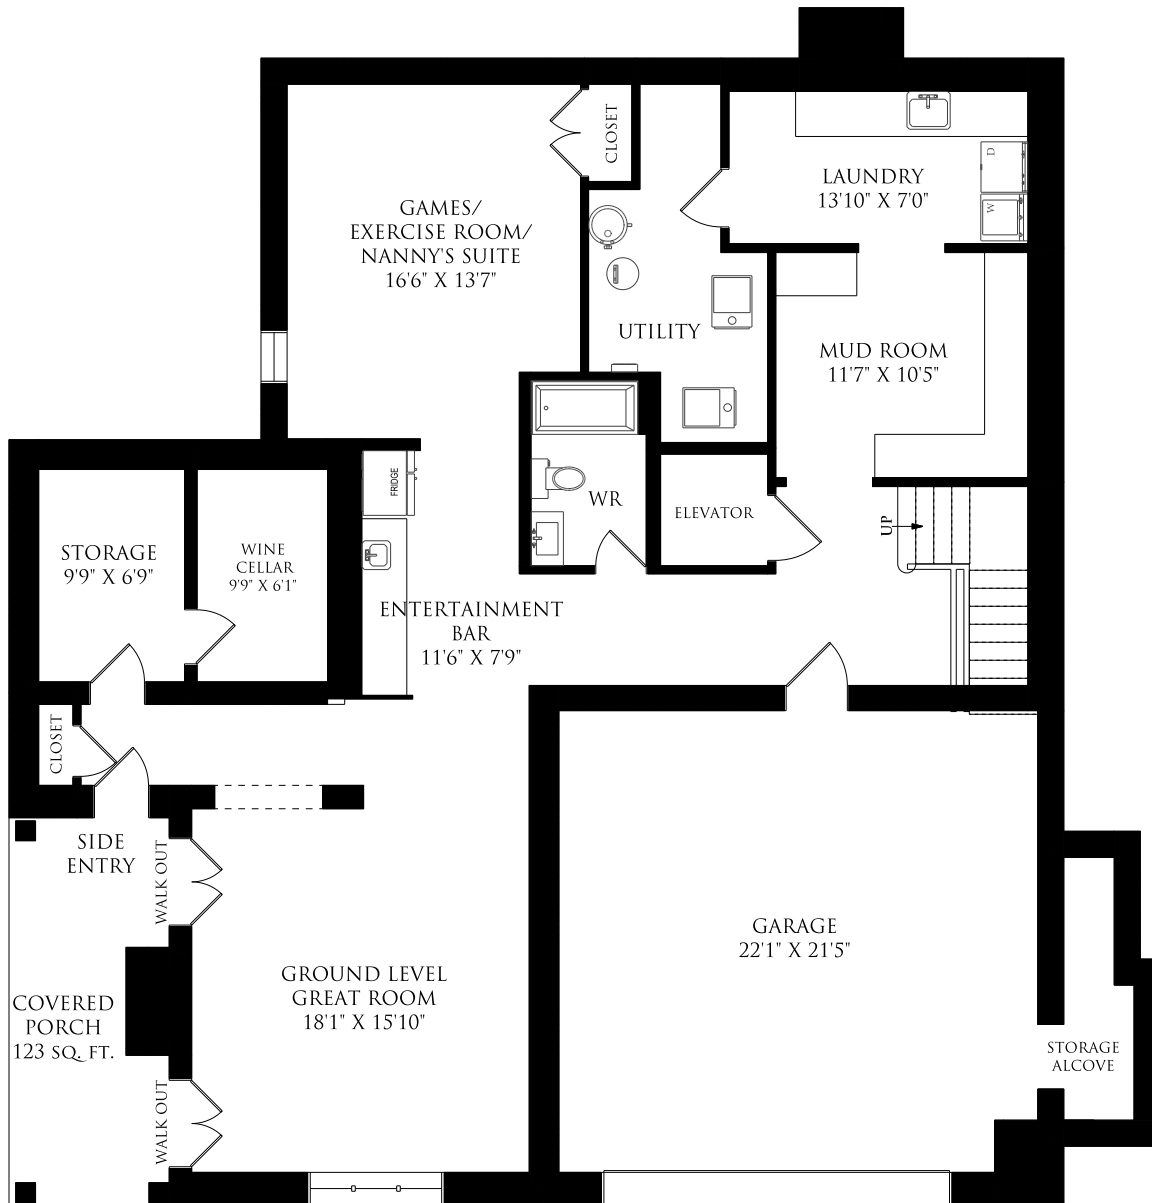 CLOSET
D
LAUNDRY
13'10" X 7'0"
W
GAMES/
EXERCISE ROOM/
NANNY'S SUITE
16'6" X 13'7"
UTILITY
MUD ROOM
11'7" X 10'5"
FRIDGE
WR
ELEVATOR
UP
STORAGE
9'9" X 6'9"
WINE
CELLAR
9'9" X 6'1"
ENTERTAINMENT
BAR
11'6" X 7'9"
CLOSET
SIDE
ENTRY
WALK OUT
GARAGE
22'1" X 21'5"
GROUND LEVEL
GREAT ROOM
18'1" X 15'10"
COVERED
PORCH
123 SQ. FT.
STORAGE
ALCOVE
WALK OUT